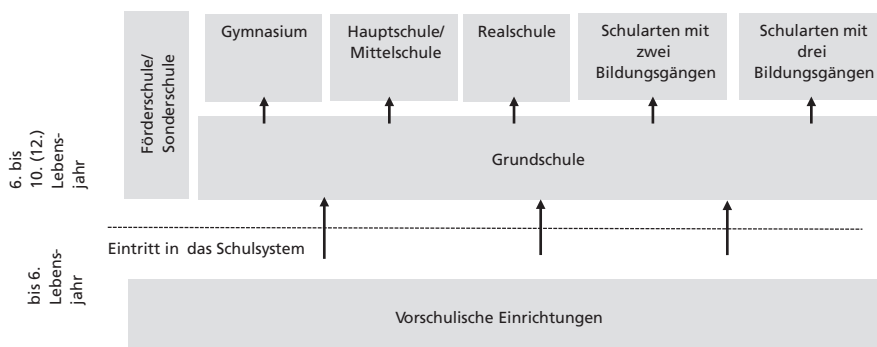 Förderschule/
Sonderschule
Gymnasium
Hauptschule/
Mittelschule
Realschule
Schularten mit
zwei
Bildungsgängen
Schularten mit
drei
Bildungsgängen
6. bis
10. (12.)
Lebens-
jahr
Grundschule
Eintritt in das Schulsystem
bis 6.
Lebens-
jahr
Vorschulische Einrichtungen